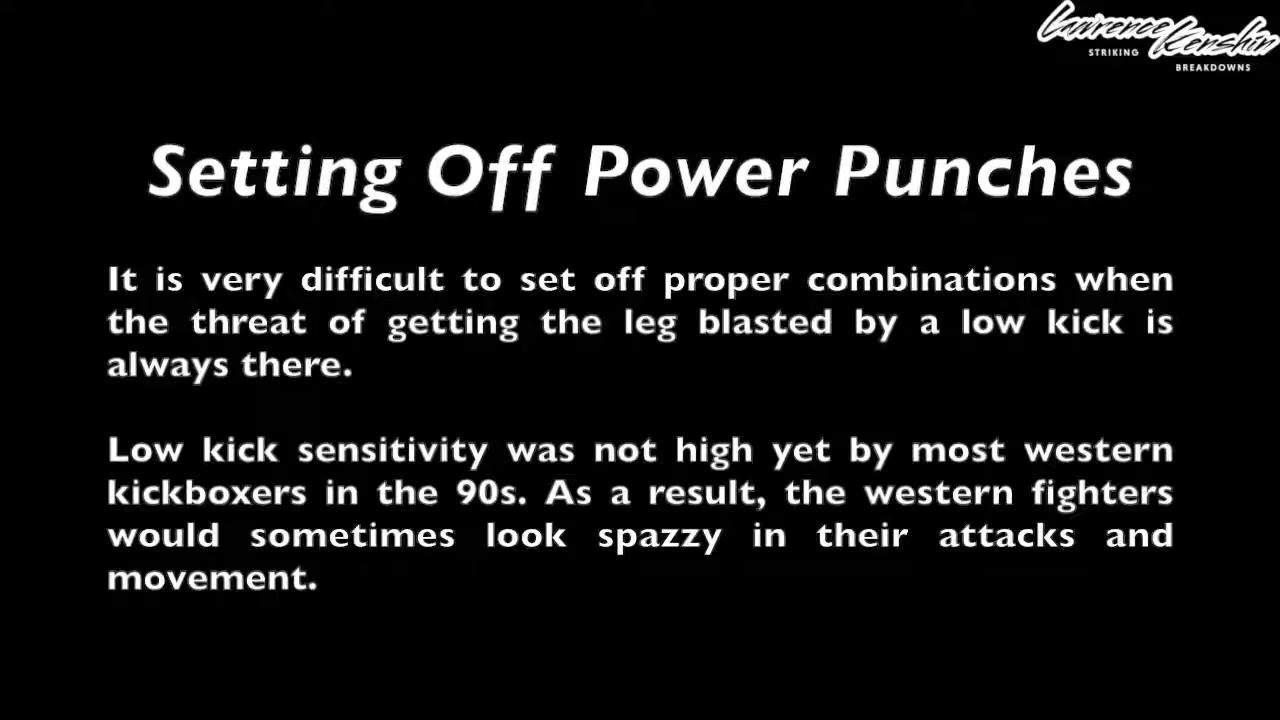 Lawrence Kenshin
STRIKING
BREAKDOWNS
Setting Off Power Punches
It is very difficult to set off proper combinations when
the threat of getting the leg blasted by a low kick is
always there.
Low kick sensitivity was not high yet by most western
kickboxers in the 90s. As a result, the western fighters
would sometimes look spazzy in their attacks and
movement.